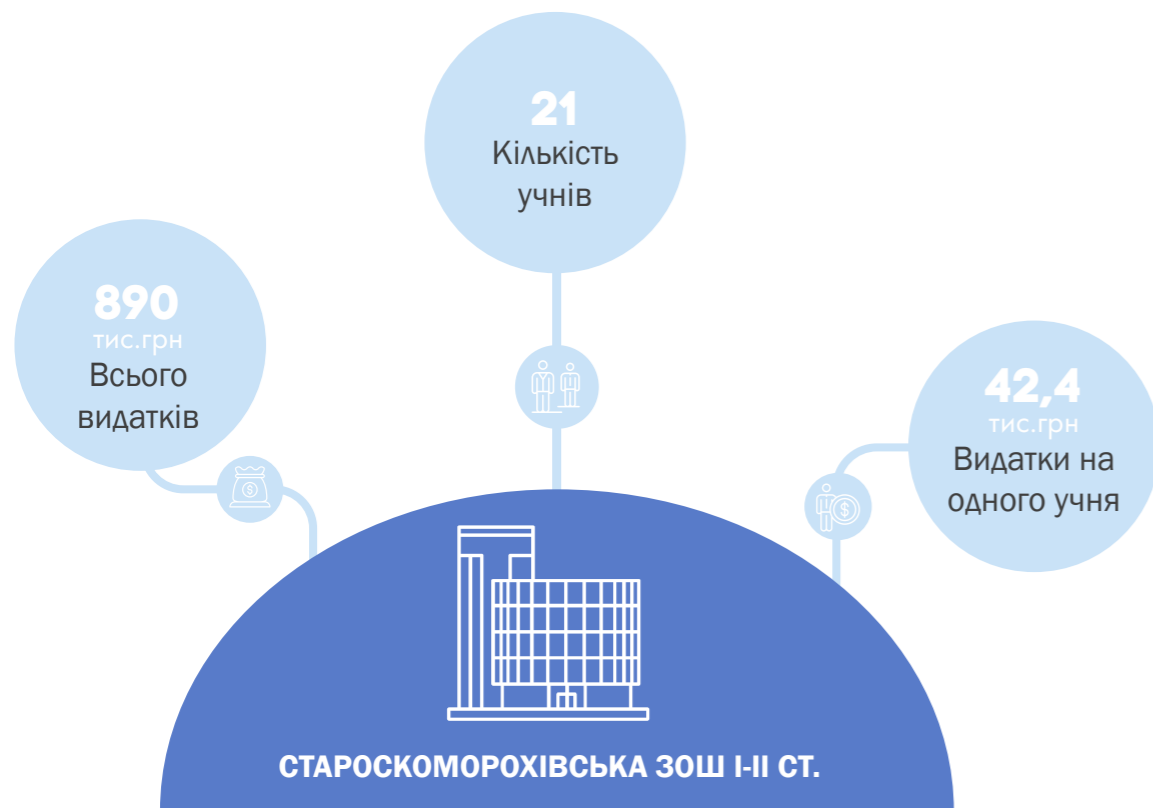 21
Кількість
учнів
890
тис.грн
Всього
видатків
42,4
тис.грн
Видатки на
одного учня
СТАРОСКОМОРОХІВСЬКА ЗОШ І-ІІ СТ.